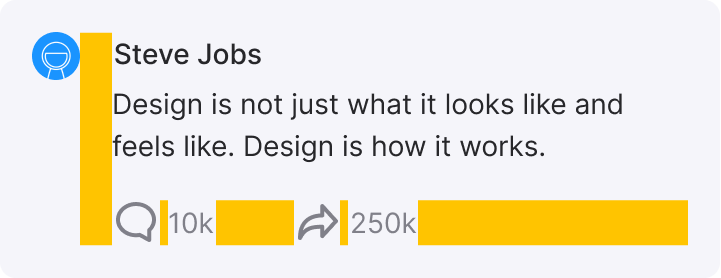 Steve Jobs
Design is not just what it looks like and
feels like. Design is how it works.
10k 250k